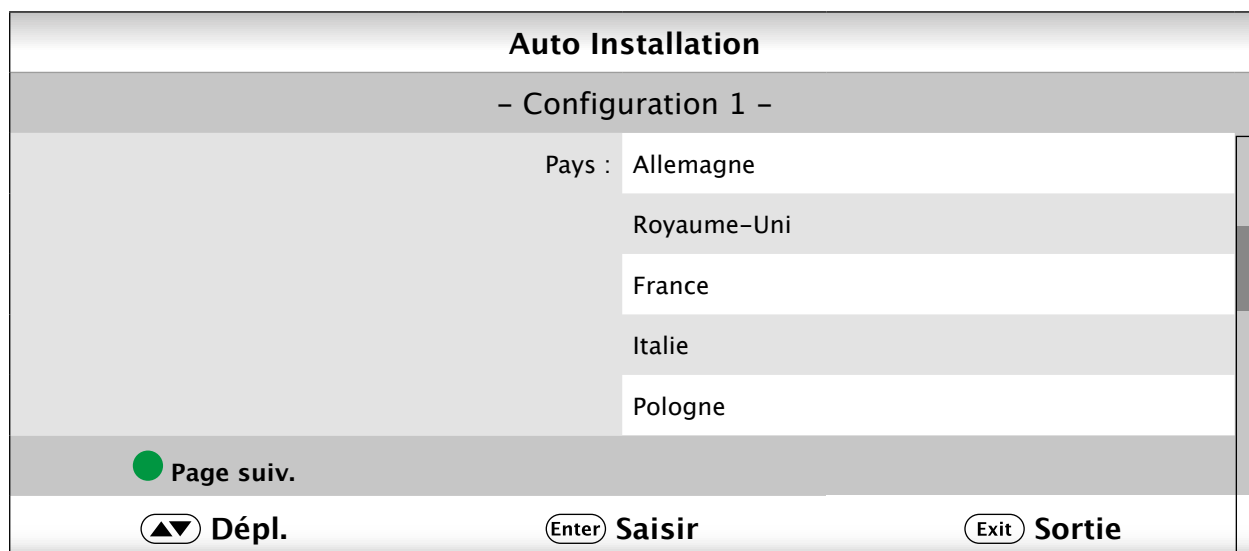 Auto Installation
– Configuration 1 –
Pays : Allemagne
Royaume–Uni
France
Italie
Pologne
Page suiv.
▲▼ Dépl. Enter Saisir Exit Sortie